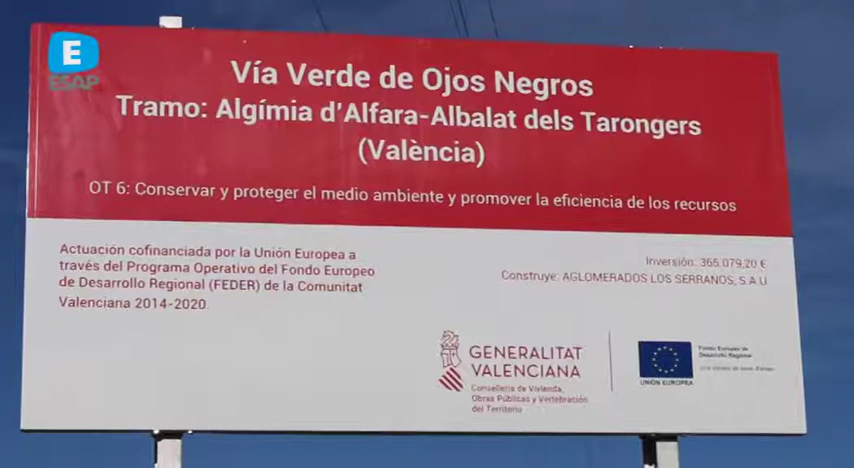 E
ESAP
Vía Verde de Ojos Negros
Tramo: Algímia d'Alfara-Albalat dels Tarongers
(València)
OT 6: Conservar y proteger el medio ambiente y promover la eficiencia de los recursos
Actuación cofinanciada por la Unión Europea a
través del Programa Operativo del Fondo Europeo
de Desarrollo Regional (FEDER) de la Comunitat
Valenciana 2014-2020.
Inversión: 365.079,20 €
Construye: AGLOMERADOS LOS SERRANOS, S.A.U
GENERALITAT
VALENCIANA
Conselleria de Vivienda,
Obras Públicas y Vertebración
del Territorio
UNIÓN EUROPEA
Fondo Europeo de
Desarrollo Regional